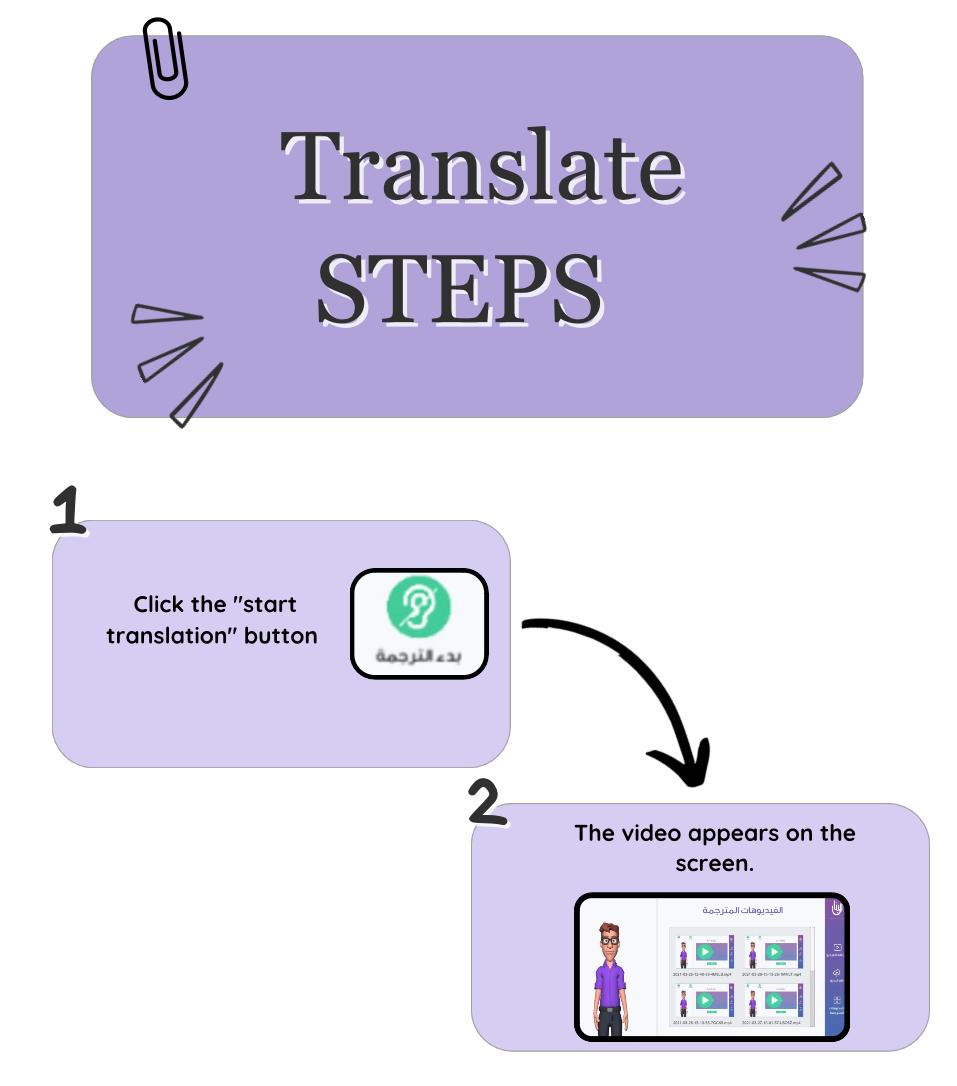 Translate
STEPS
1
Click the "start
translation" button
بدء الترجمة
2
The video appears on the
screen.
الفيديوهات المترجمة